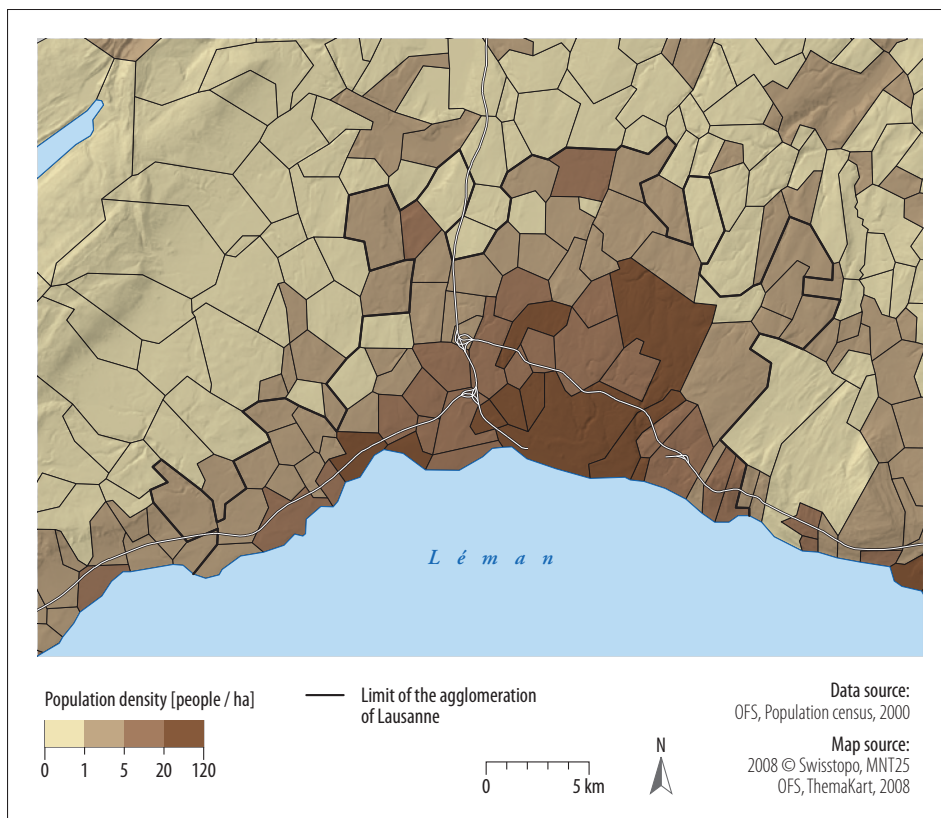 L é m a n
Population density [people / ha]
0 1 5 20 120
Limit of the agglomeration
of Lausanne
0 5 km
N
Data source:
OFS, Population census, 2000
Map source:
2008 © Swisstopo, MNT25
OFS, ThemaKart, 2008